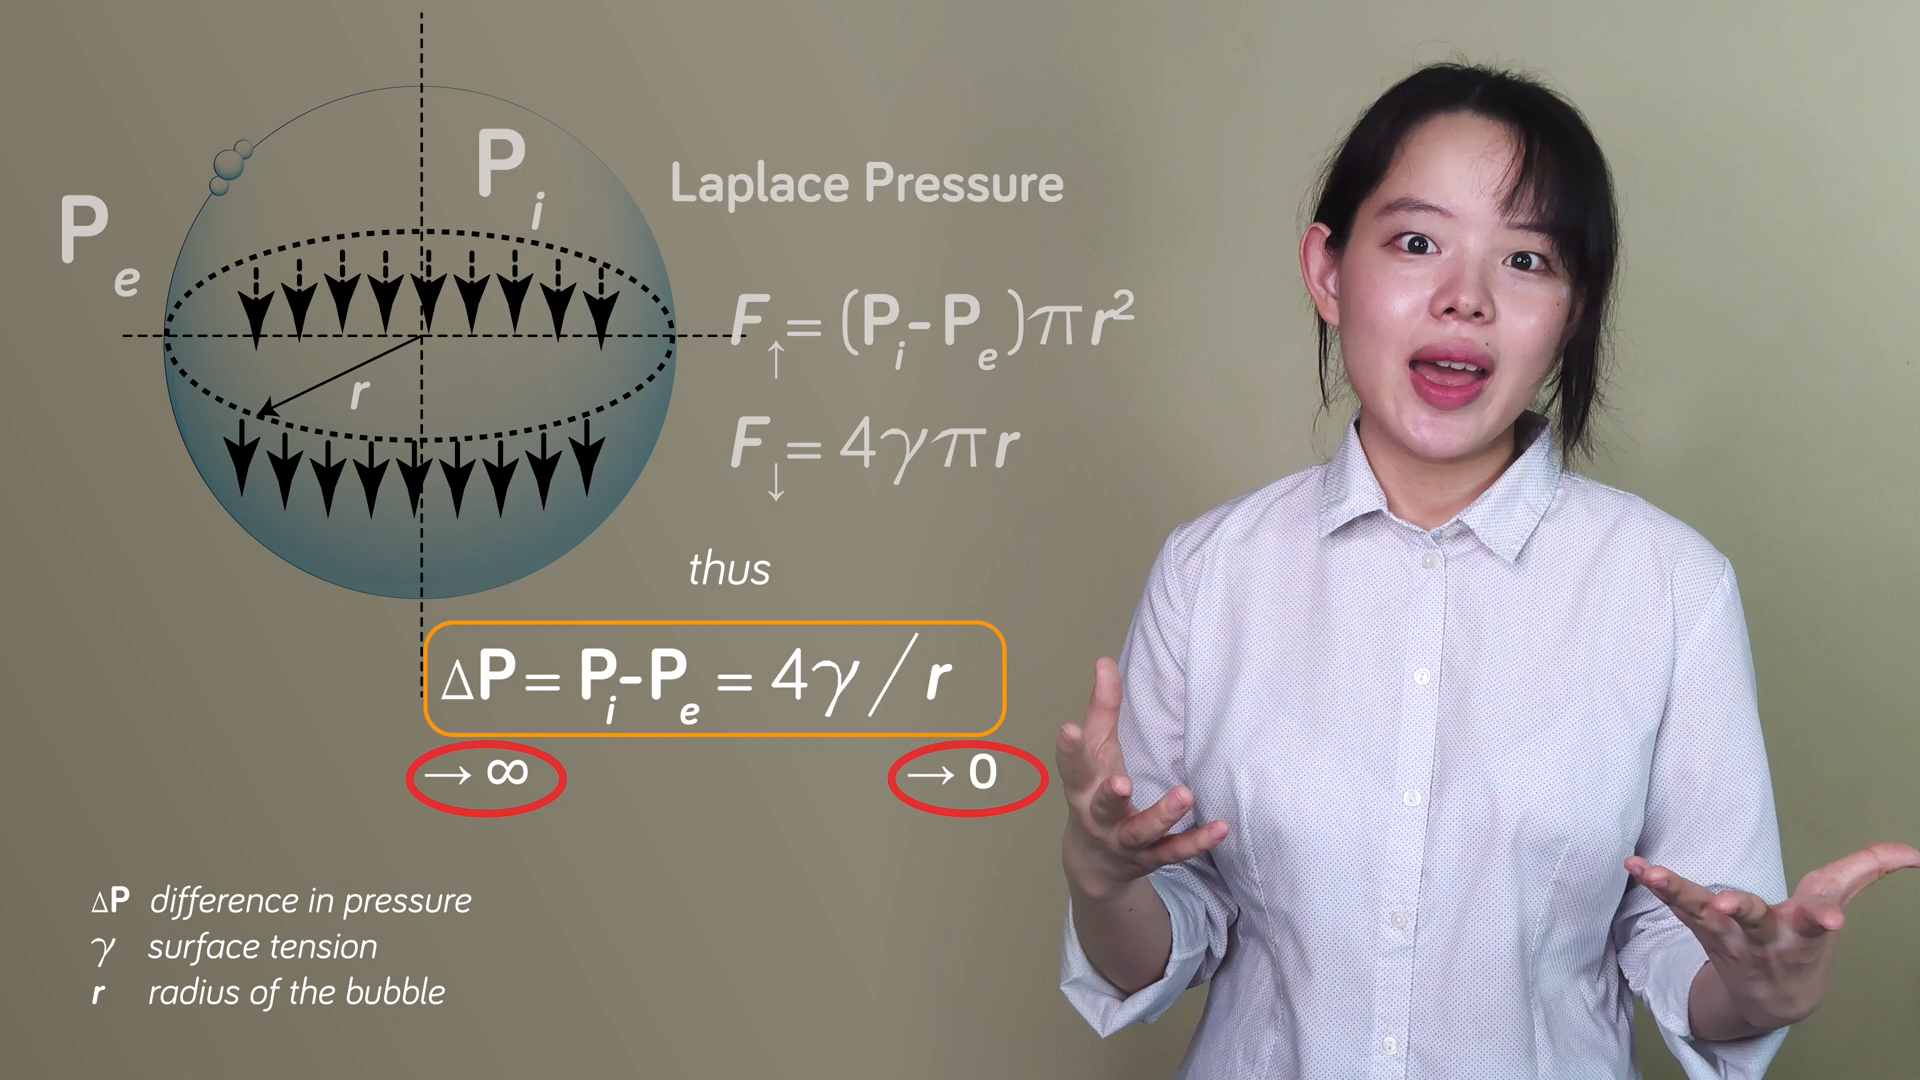 P i
P e
Laplace Pressure
F↑ = (Pi - Pe)πr²
r
F↓ = 4γπr
thus
ΔP = Pi - Pe = 4γ / r
→ ∞
→ 0
ΔP difference in pressure
γ surface tension
r radius of the bubble